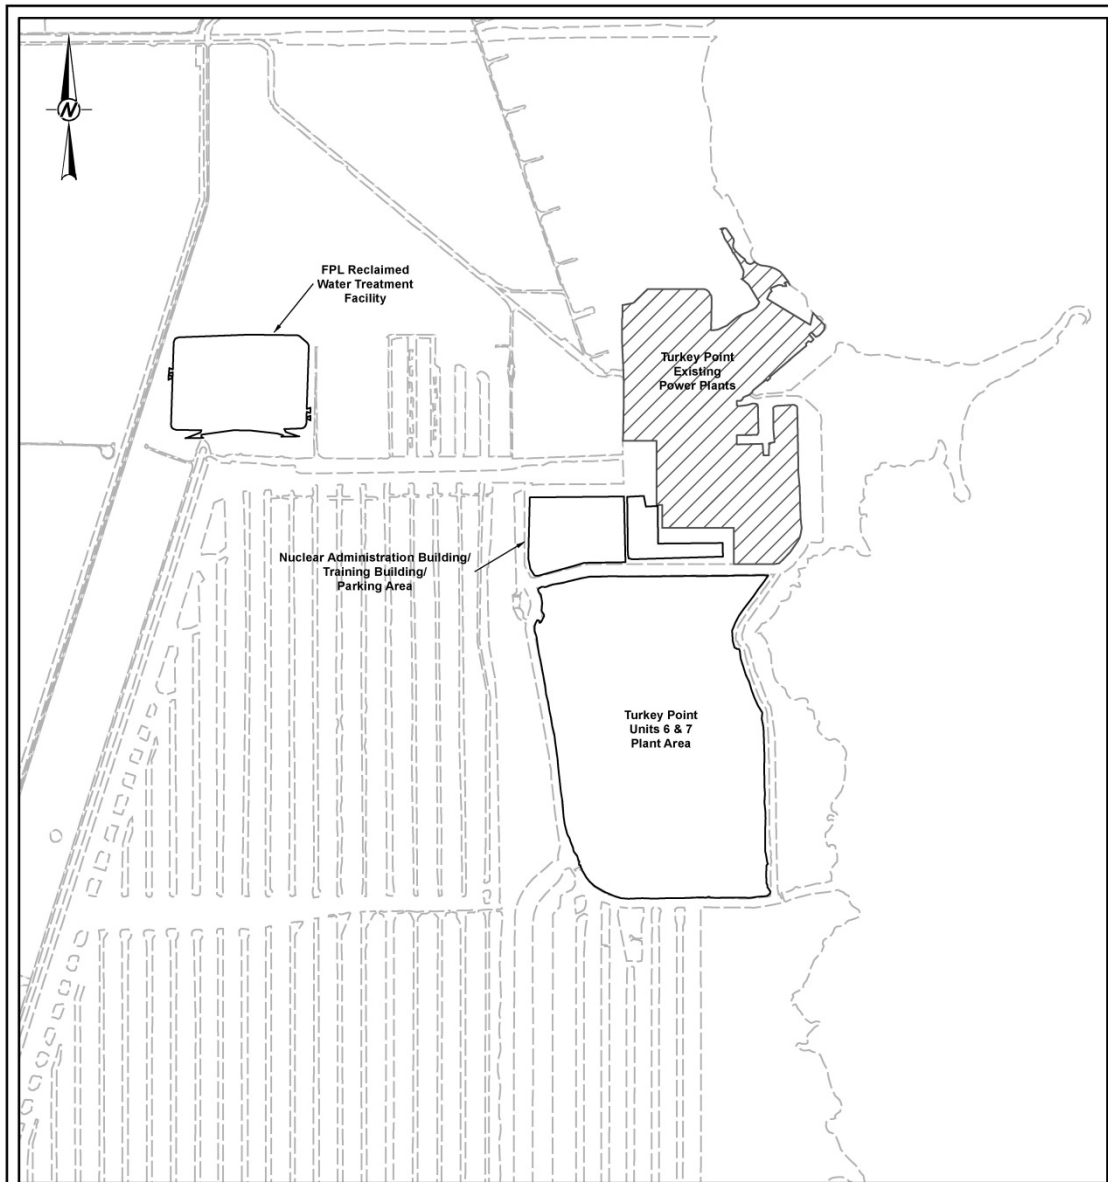 N
FPL Reclaimed
Water Treatment
Facility
Turkey Point
Existing
Power Plants
Nuclear Administration Building/
Training Building/
Parking Area
Turkey Point
Units 6 & 7
Plant Area